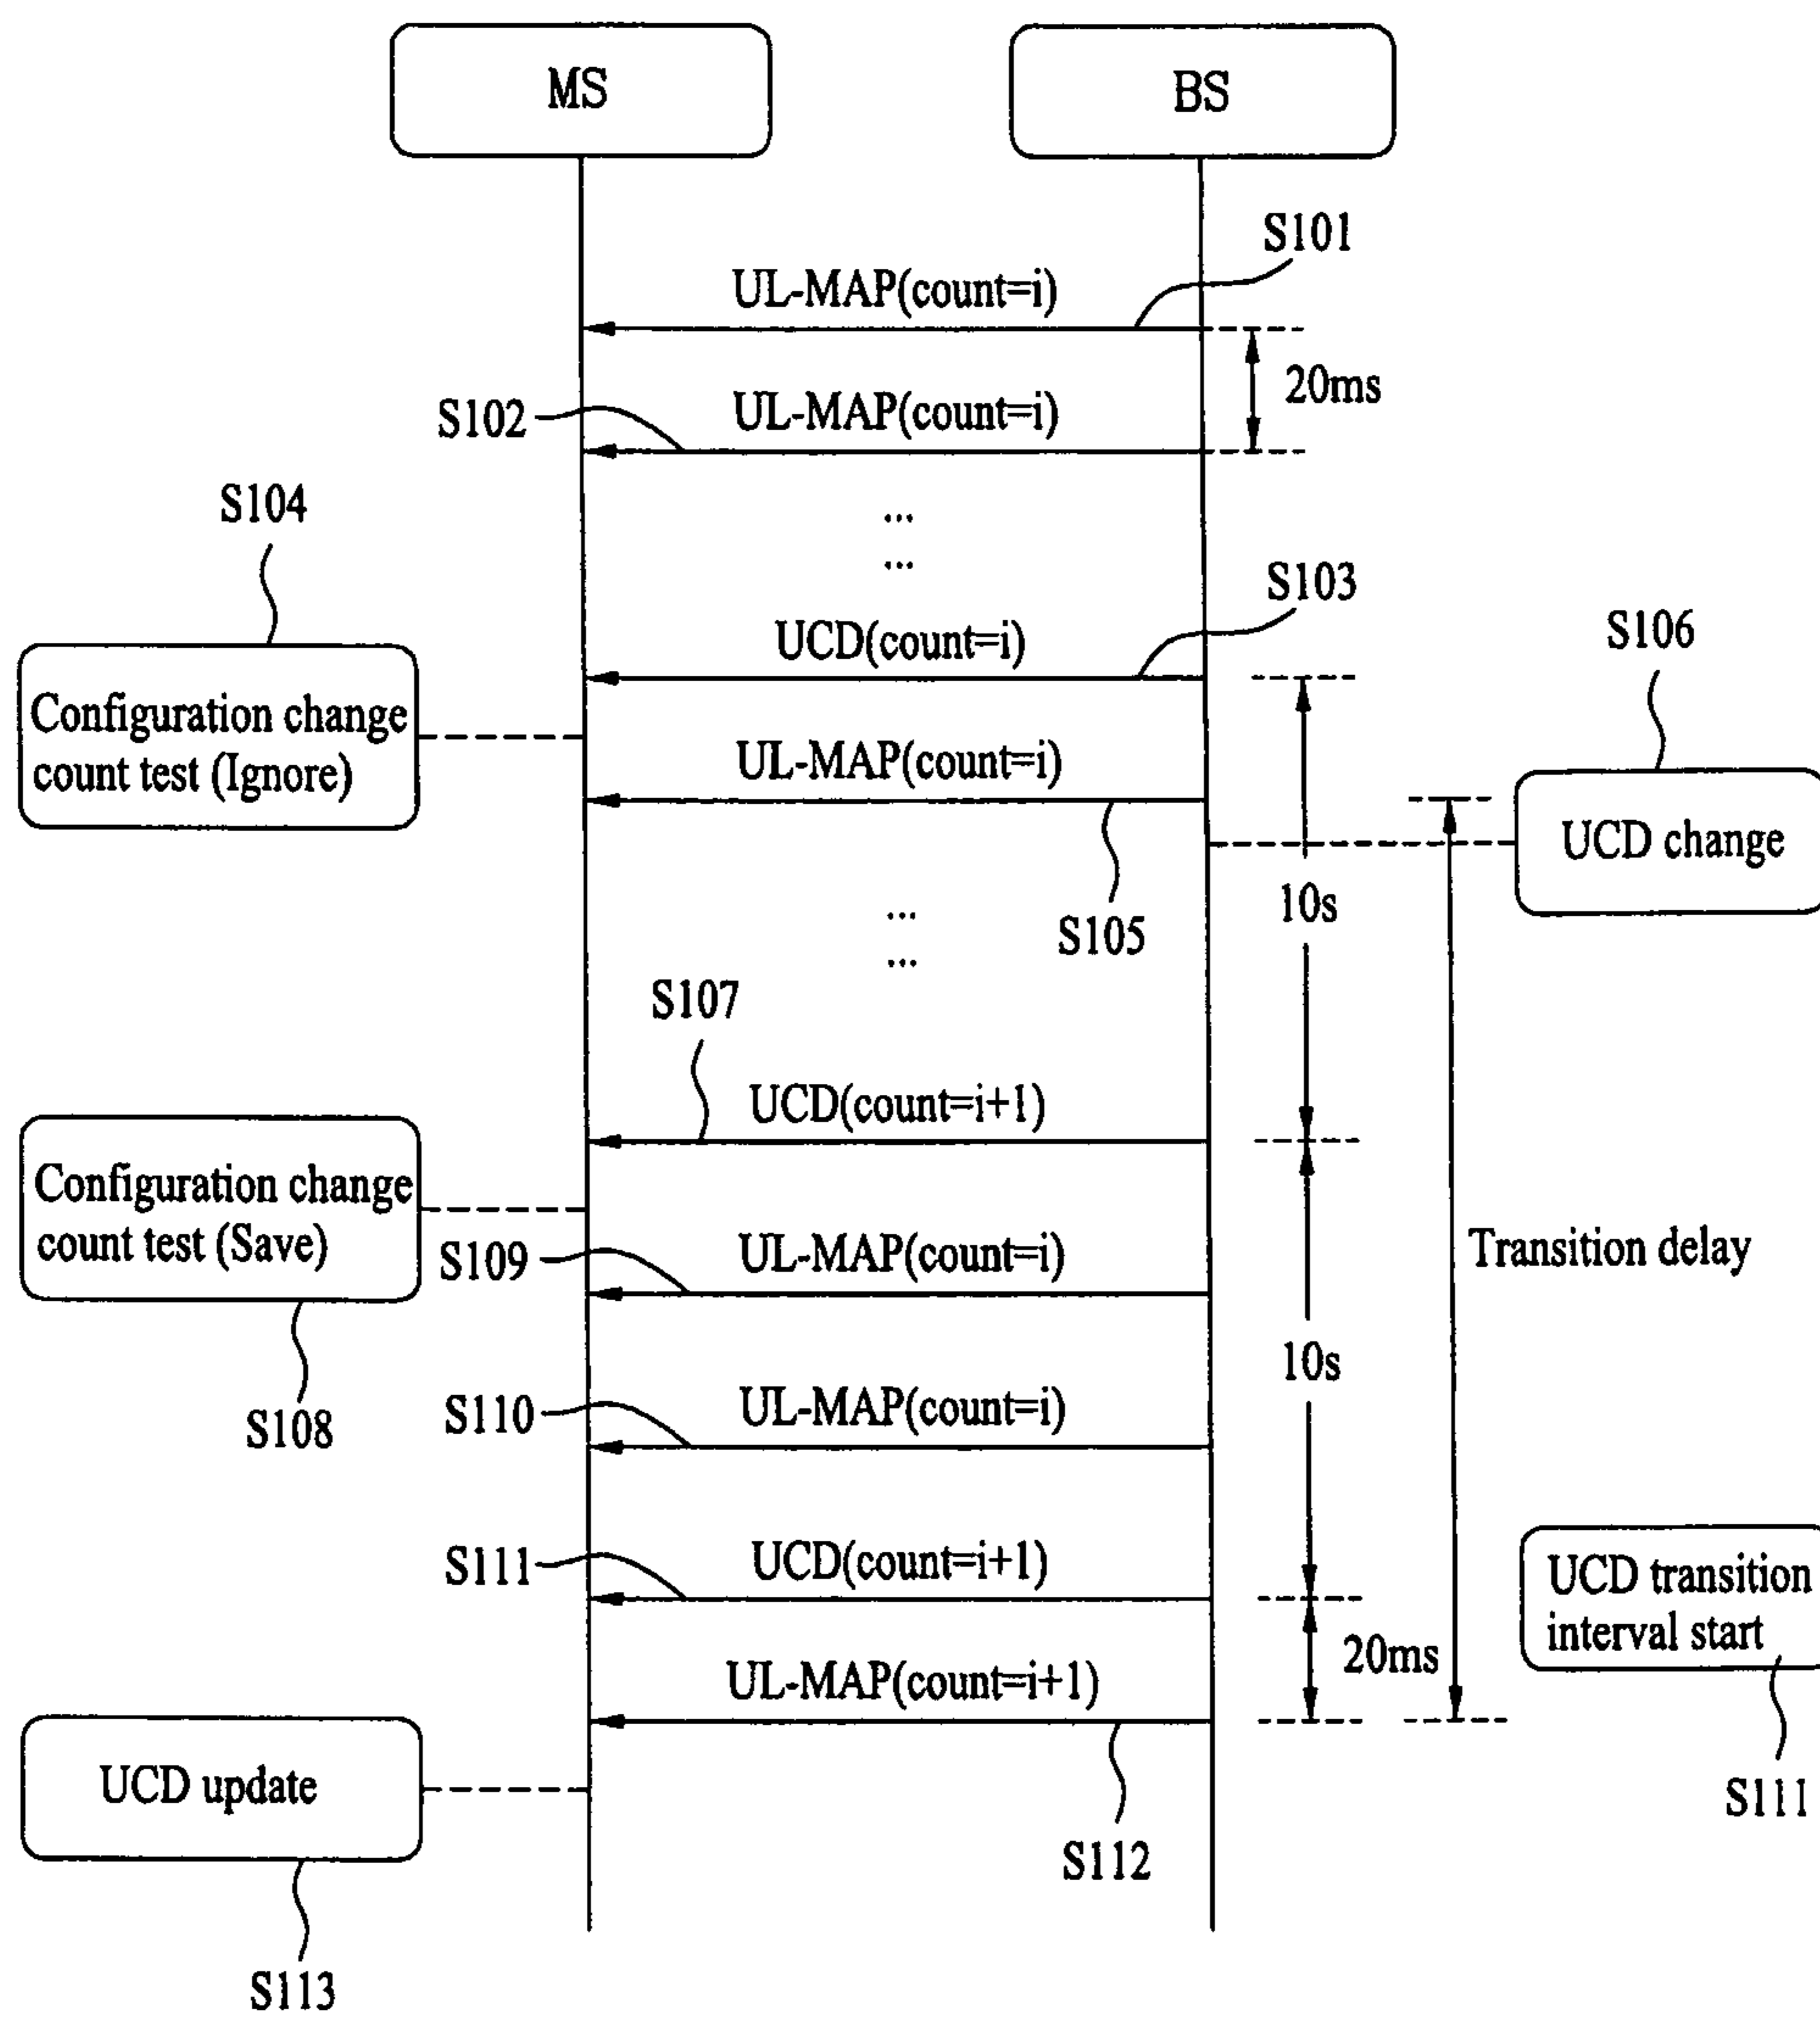 MS
BS
S101
UL-MAP(count=i)
20ms
S102
UL-MAP(count=i)
S104
...
...
S103
UCD(count=i)
S106
Configuration change
count test (Ignore)
UL-MAP(count=i)
UCD change
10s
S105
...
...
S107
UCD(count=i+1)
Configuration change
count test (Save)
S109
UL-MAP(count=i)
Transition delay
10s
S108
S110
UL-MAP(count=i)
S111
UCD(count=i+1)
UCD transition
interval start
20ms
UL-MAP(count=i+1)
UCD update
S111
S112
S113